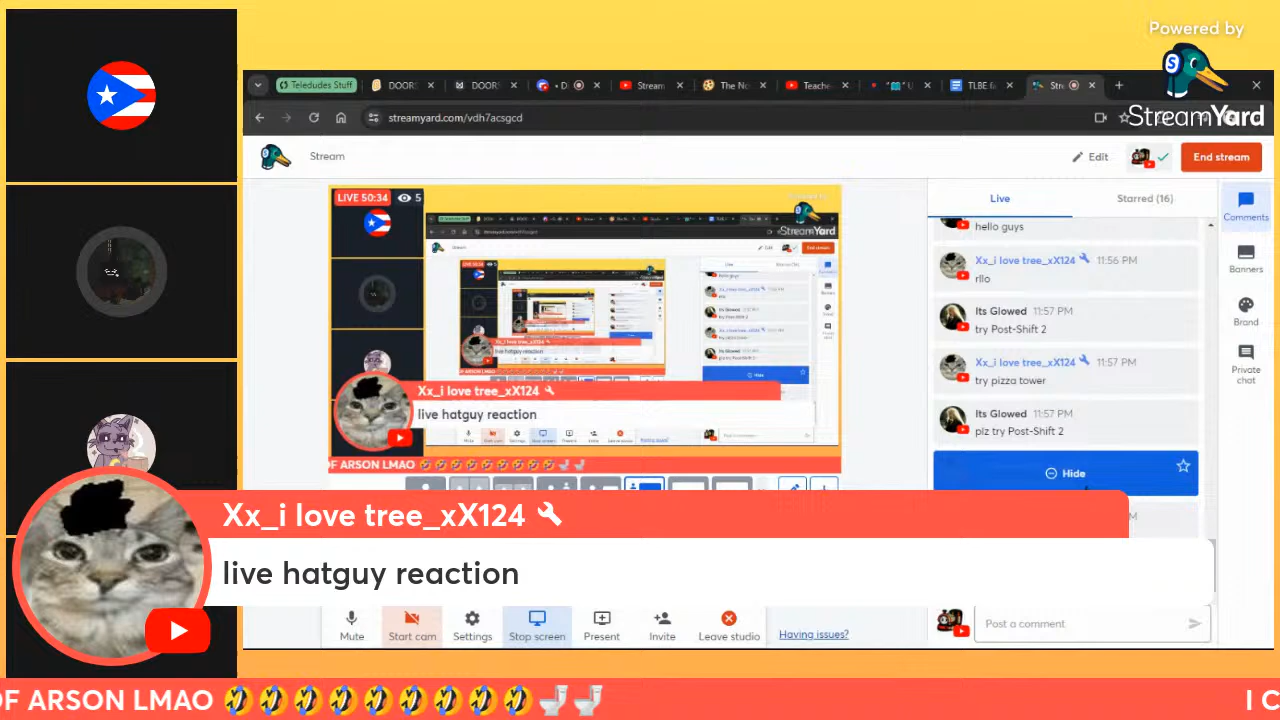 Powered by
StreamYard
Teledudes Stuff
DOORS
DOORS
Stream
The No
Teache
TLBE
Stre
streamyard.com/vdh7acsgcd
Stream
Edit
End stream
LIVE 50:34
5
Live
Starred (16)
hello guys
Xx_i love tree_xX124 11:56 PM
rllo
Its Glowed 11:57 PM
try Post-Shift 2
Xx_i love tree_xX124 11:57 PM
try pizza tower
Its Glowed 11:57 PM
plz try Post-Shift 2
Hide
Comments
Banners
Brand
Private
chat
StreamYard
Xx_i love tree_xX124
live hatguy reaction
OF ARSON LMAO 🤣🤣🤣🤣🤣🤣🤣🤣🤣🚽🚽
Xx_i love tree_xX124
live hatguy reaction
Mute
Start cam
Settings
Stop screen
Present
Invite
Leave studio
Having issues?
Post a comment
OF ARSON LMAO 🤣🤣🤣🤣🤣🤣🤣🤣🤣🚽🚽
I C